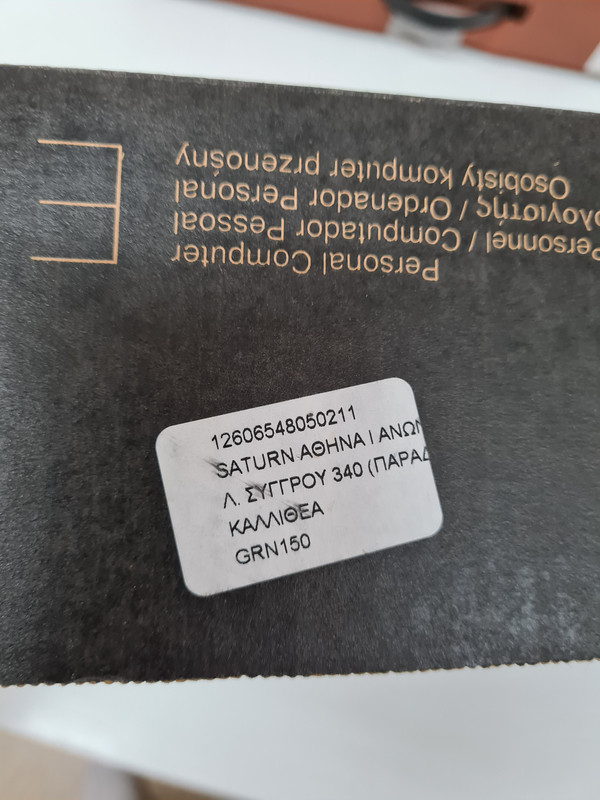 Personal Computer
Personnel / Computador Pessoal
ολογιστής / Ordenador Personal
Osobisty komputer przenośny
12606548050211
SATURN ΑΘΗΝΑ Ι ΑΝΩΝ
Λ. ΣΥΓΓΡΟΥ 340 (ΠΑΡΑΔ
ΚΑΛΛΙΘΕΑ
GRN150